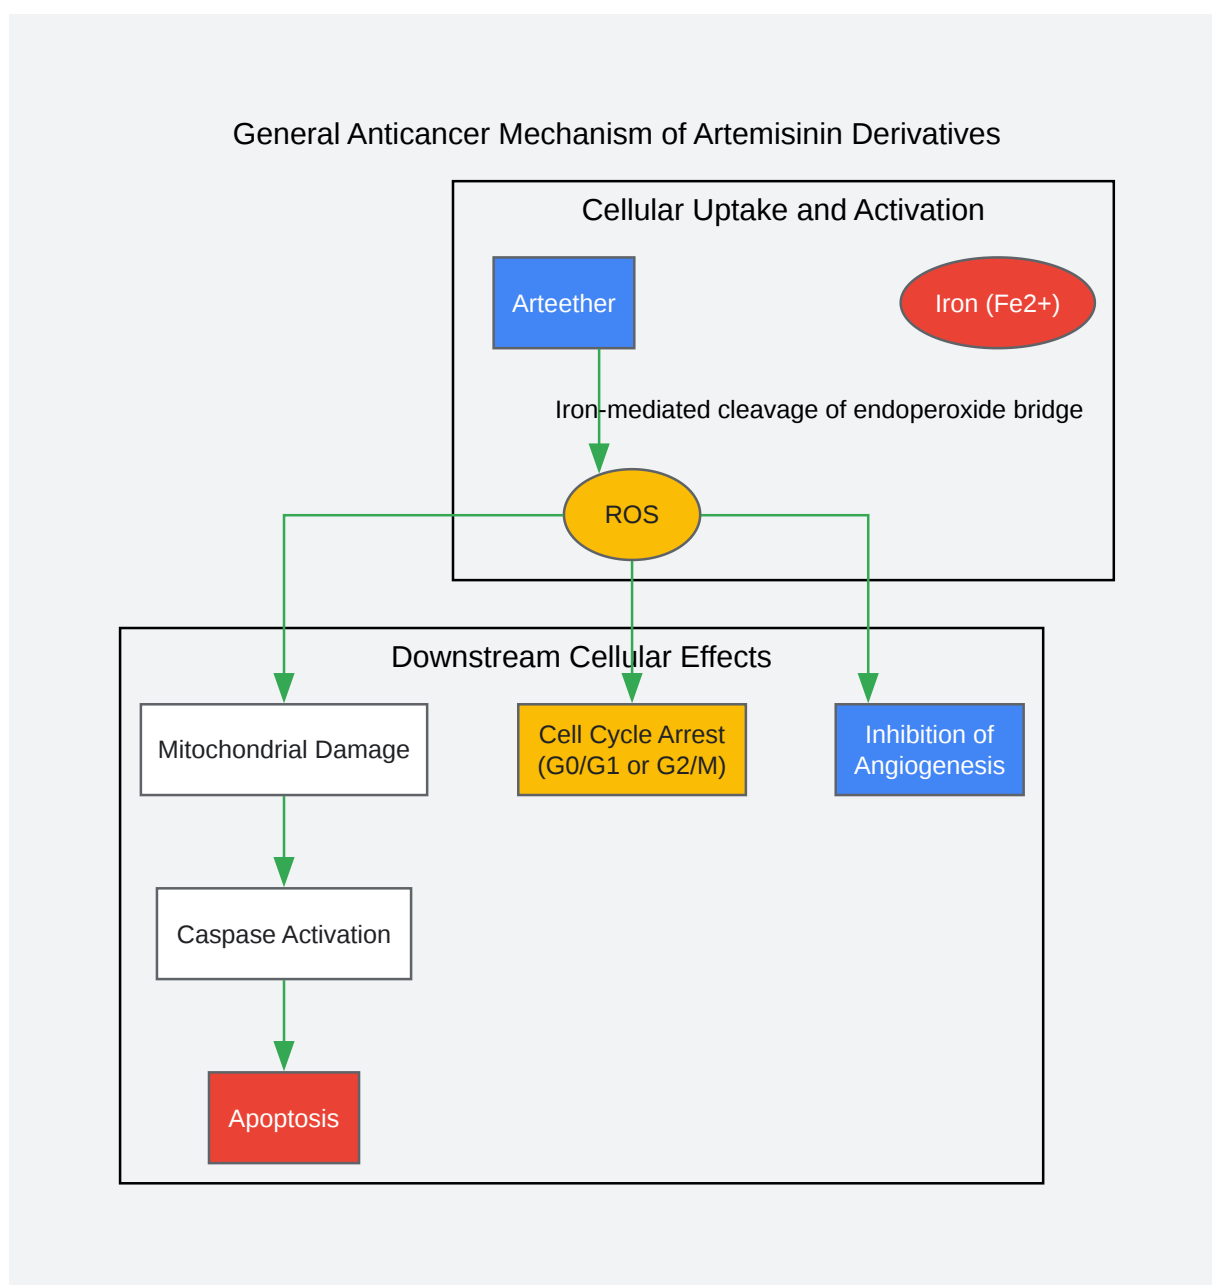 General Anticancer Mechanism of Artemisinin Derivatives
Cellular Uptake and Activation
Arteether
Iron (Fe2+)
Iron-mediated cleavage of endoperoxide bridge
ROS
Downstream Cellular Effects
Mitochondrial Damage
Cell Cycle Arrest
(G0/G1 or G2/M)
Inhibition of
Angiogenesis
Caspase Activation
Apoptosis